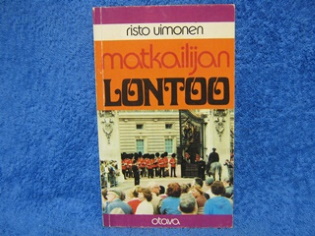 risto uimonen
matkailijan
LONTOO
otava